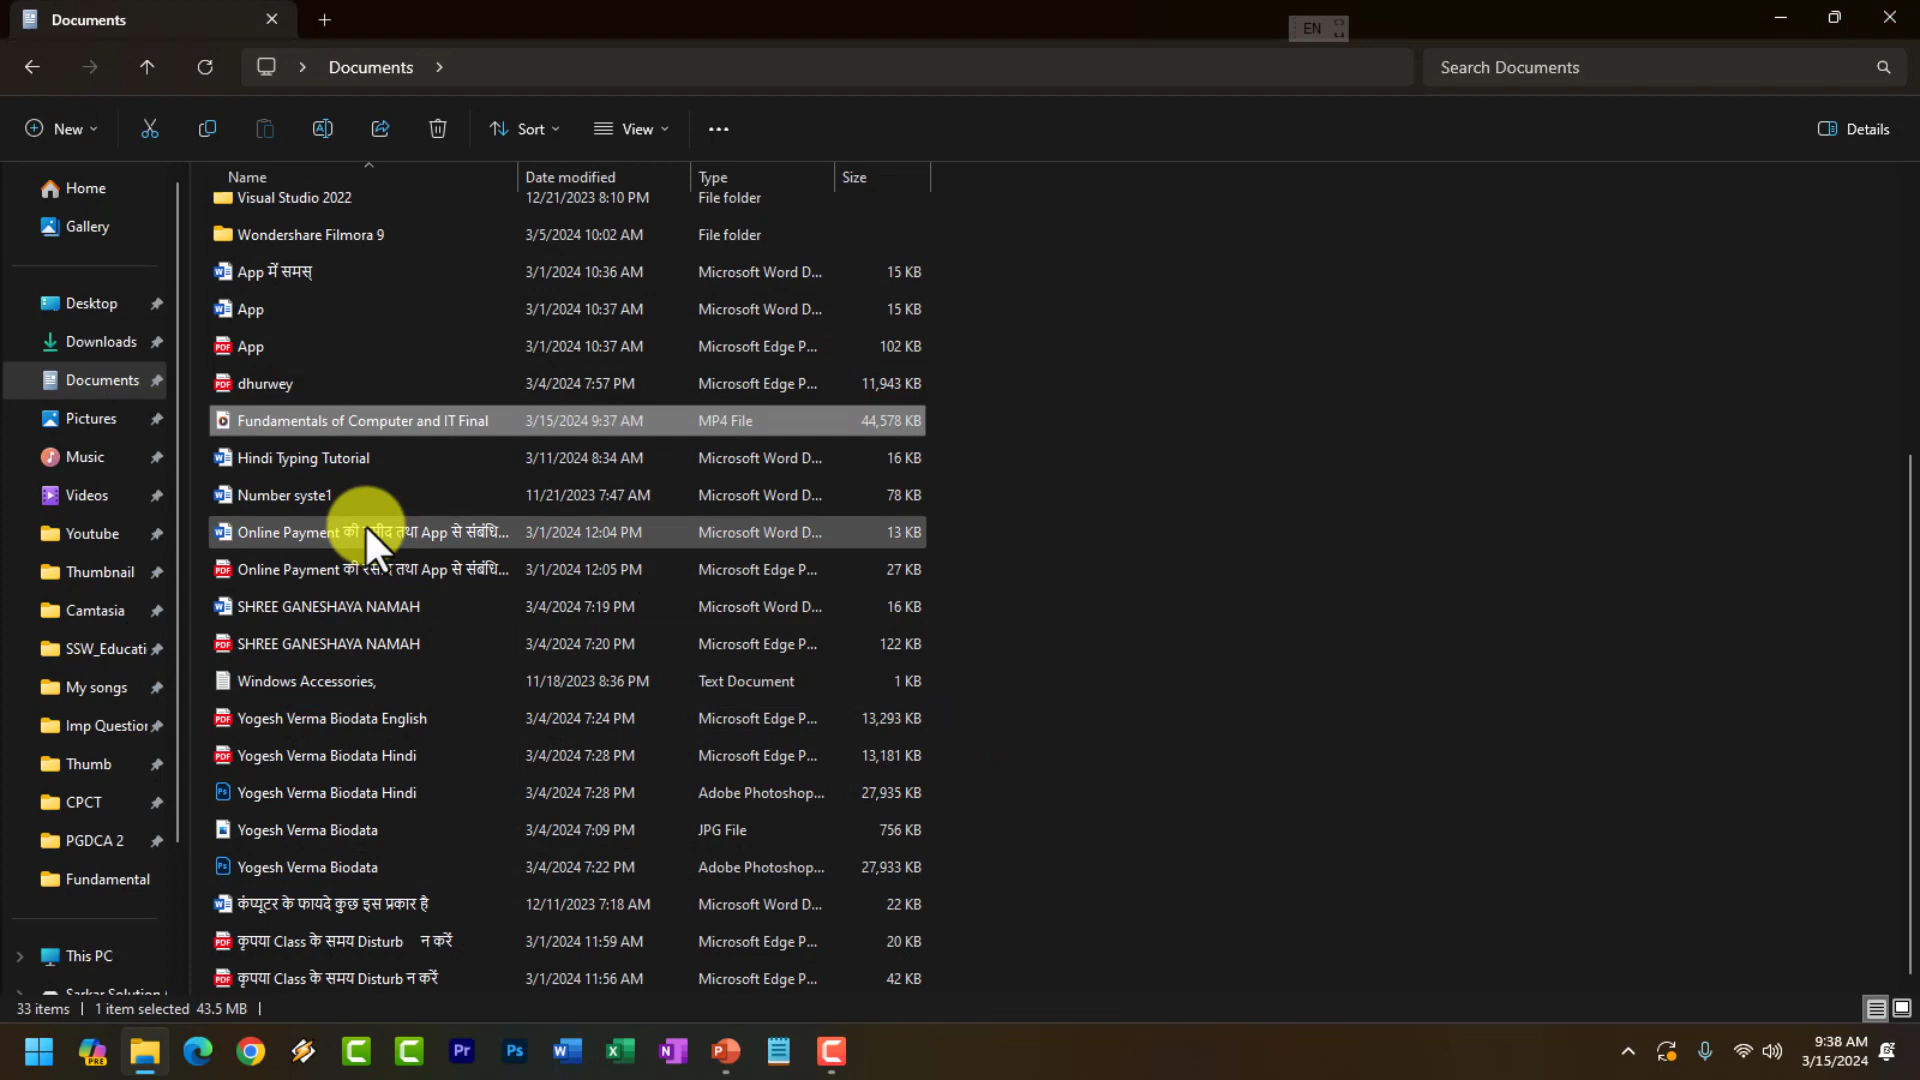 Documents
EN
Documents
Search Documents
New
Sort
View
Details
Name Date modified Type Size
Home
Gallery
Desktop
Downloads
Documents
Pictures
Music
Videos
Youtube
Thumbnail
Camtasia
SSW_Educati
My songs
Imp Question
Thumb
CPCT
PGDCA 2
Fundamental
This PC
Sarkar Solution
Visual Studio 2022 12/21/2023 8:10 PM File folder
Wondershare Filmora 9 3/5/2024 10:02 AM File folder
App में समस् 3/1/2024 10:36 AM Microsoft Word D... 15 KB
App 3/1/2024 10:37 AM Microsoft Word D... 15 KB
App 3/1/2024 10:37 AM Microsoft Edge P... 102 KB
dhurwey 3/4/2024 7:57 PM Microsoft Edge P... 11,943 KB
Fundamentals of Computer and IT Final 3/15/2024 9:37 AM MP4 File 44,578 KB
Hindi Typing Tutorial 3/11/2024 8:34 AM Microsoft Word D... 16 KB
Number syste1 11/21/2023 7:47 AM Microsoft Word D... 78 KB
Online Payment की रसीद तथा App से संबंधि... 3/1/2024 12:04 PM Microsoft Word D... 13 KB
Online Payment की रसीद तथा App से संबंधि... 3/1/2024 12:05 PM Microsoft Edge P... 27 KB
SHREE GANESHAYA NAMAH 3/4/2024 7:19 PM Microsoft Word D... 16 KB
SHREE GANESHAYA NAMAH 3/4/2024 7:20 PM Microsoft Edge P... 122 KB
Windows Accessories, 11/18/2023 8:36 PM Text Document 1 KB
Yogesh Verma Biodata English 3/4/2024 7:24 PM Microsoft Edge P... 13,293 KB
Yogesh Verma Biodata Hindi 3/4/2024 7:28 PM Microsoft Edge P... 13,181 KB
Yogesh Verma Biodata Hindi 3/4/2024 7:28 PM Adobe Photoshop... 27,935 KB
Yogesh Verma Biodata 3/4/2024 7:09 PM JPG File 756 KB
Yogesh Verma Biodata 3/4/2024 7:22 PM Adobe Photoshop... 27,933 KB
कंप्यूटर के फायदे कुछ इस प्रकार है 12/11/2023 7:18 AM Microsoft Word D... 22 KB
कृपया Class के समय Disturb न करें 3/1/2024 11:59 AM Microsoft Edge P... 20 KB
कृपया Class के समय Disturb न करें 3/1/2024 11:56 AM Microsoft Edge P... 42 KB
33 items 1 item selected 43.5 MB
9:38 AM
3/15/2024